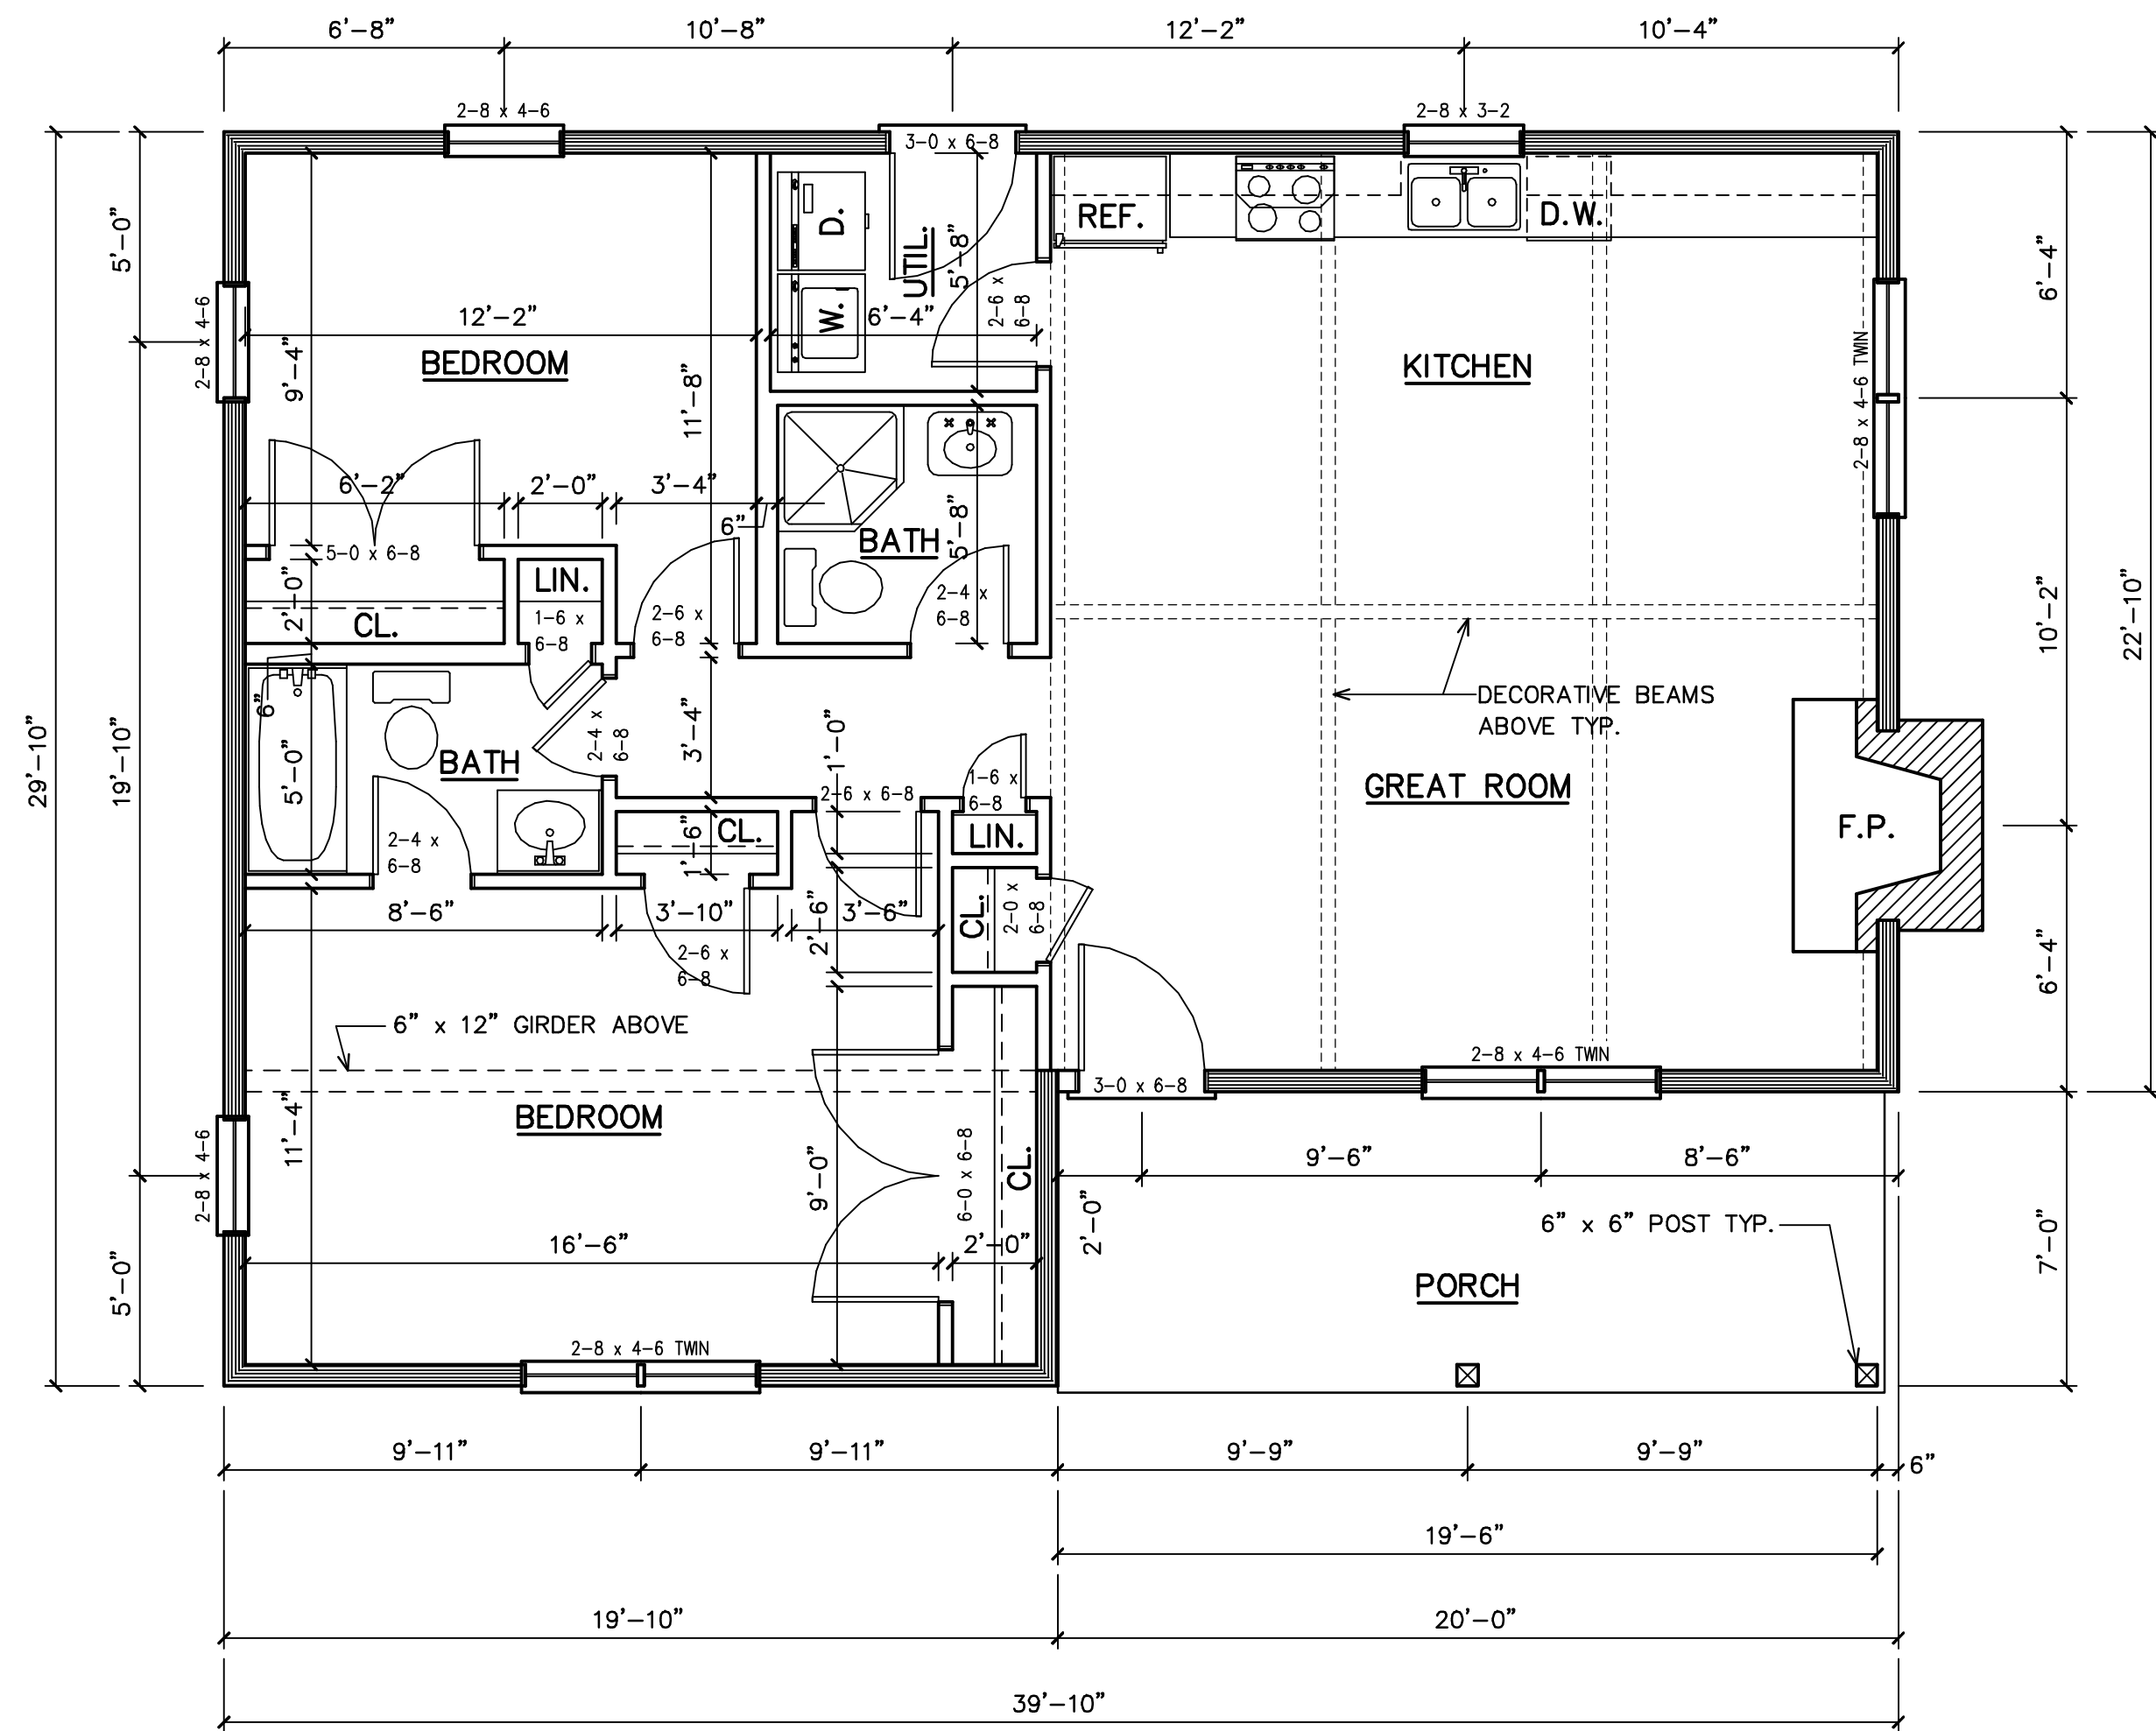 6'-8"
10'-8"
12'-2"
10'-4"
2-8 x 4-6
3-0 x 6-8
2-8 x 3-2
REF.
D.W.
D.
UTIL.
5'-8"
5'-0"
6'-4"
2-8 x 4-6
12'-2"
W.
6'-4"
2-6 x
6-8
9'-4"
BEDROOM
11'-8"
KITCHEN
2-8 x 4-6 TWIN
6'-2"
2'-0"
3'-4"
6"
BATH
5'-8"
5-0 x 6-8
LIN.
2'-0"
CL.
1-6 x
6-8
2-6 x
6-8
2-4 x
6-8
10'-2"
22'-10"
6"
DECORATIVE BEAMS
ABOVE TYP.
29'-10"
19'-10"
5'-0"
BATH
2-4 x
6-8
3'-4"
1'-0"
1-6 x
6-8
GREAT ROOM
2-6 x 6-8
2-4 x
6-8
1'-6"
CL.
LIN.
F.P.
8'-6"
3'-10"
3'-6"
2'-6"
CL.
2-0 x
6-8
2-6 x
6-8
6'-4"
6" x 12" GIRDER ABOVE
2-8 x 4-6 TWIN
3-0 x 6-8
BEDROOM
11'-4"
2-8 x 4-6
9'-0"
6-0 x 6-8
CL.
9'-6"
8'-6"
2'-0"
6" x 6" POST TYP.
7'-0"
16'-6"
2'-0"
5'-0"
PORCH
2-8 x 4-6 TWIN
9'-11"
9'-11"
9'-9"
9'-9"
6"
19'-6"
19'-10"
20'-0"
39'-10"